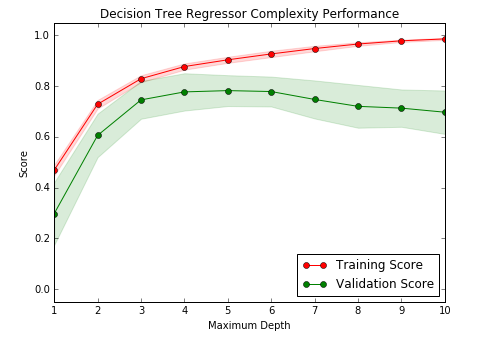 Decision Tree Regressor Complexity Performance
1.0
0.8
0.6
0.4
0.2
0.0
Score
Training Score
Validation Score
1 2 3 4 5 6 7 8 9 10
Maximum Depth